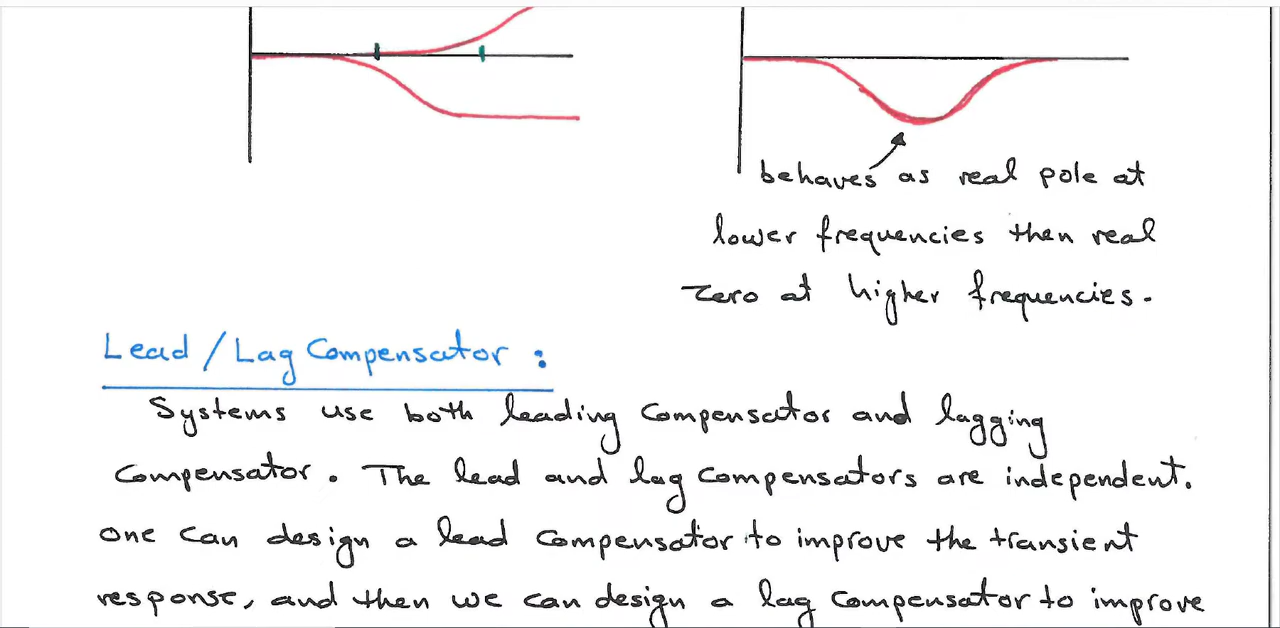 behaves as real pole at
lower frequencies then real
zero at higher frequencies.
Lead / Lag Compensator :
Systems use both leading compensator and lagging
compensator. The lead and lag compensators are independent.
one can design a lead compensator to improve the transient
response, and then we can design a lag compensator to improve